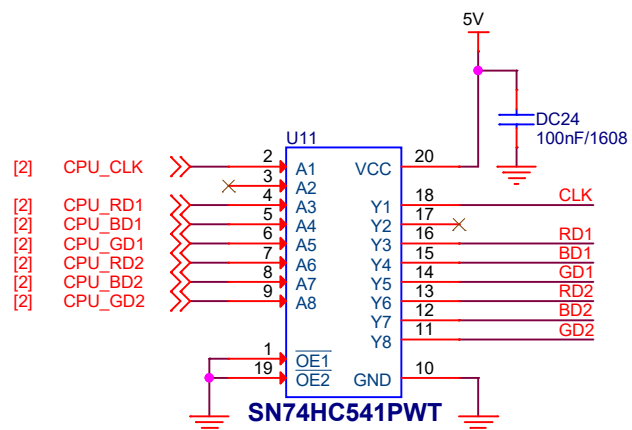 5V
DC24
100nF/1608
U11
[2] CPU_CLK 2 A1 VCC 20
3 A2
[2] CPU_RD1 4 A3 Y1 18 CLK
[2] CPU_BD1 5 A4 Y2 17
[2] CPU_GD1 6 A5 Y3 16 RD1
[2] CPU_RD2 7 A6 Y4 15 BD1
[2] CPU_BD2 8 A7 Y5 14 GD1
[2] CPU_GD2 9 A8 Y6 13 RD2
Y7 12 BD2
Y8 11 GD2
1 OE1
19 OE2 GND 10
SN74HC541PWT